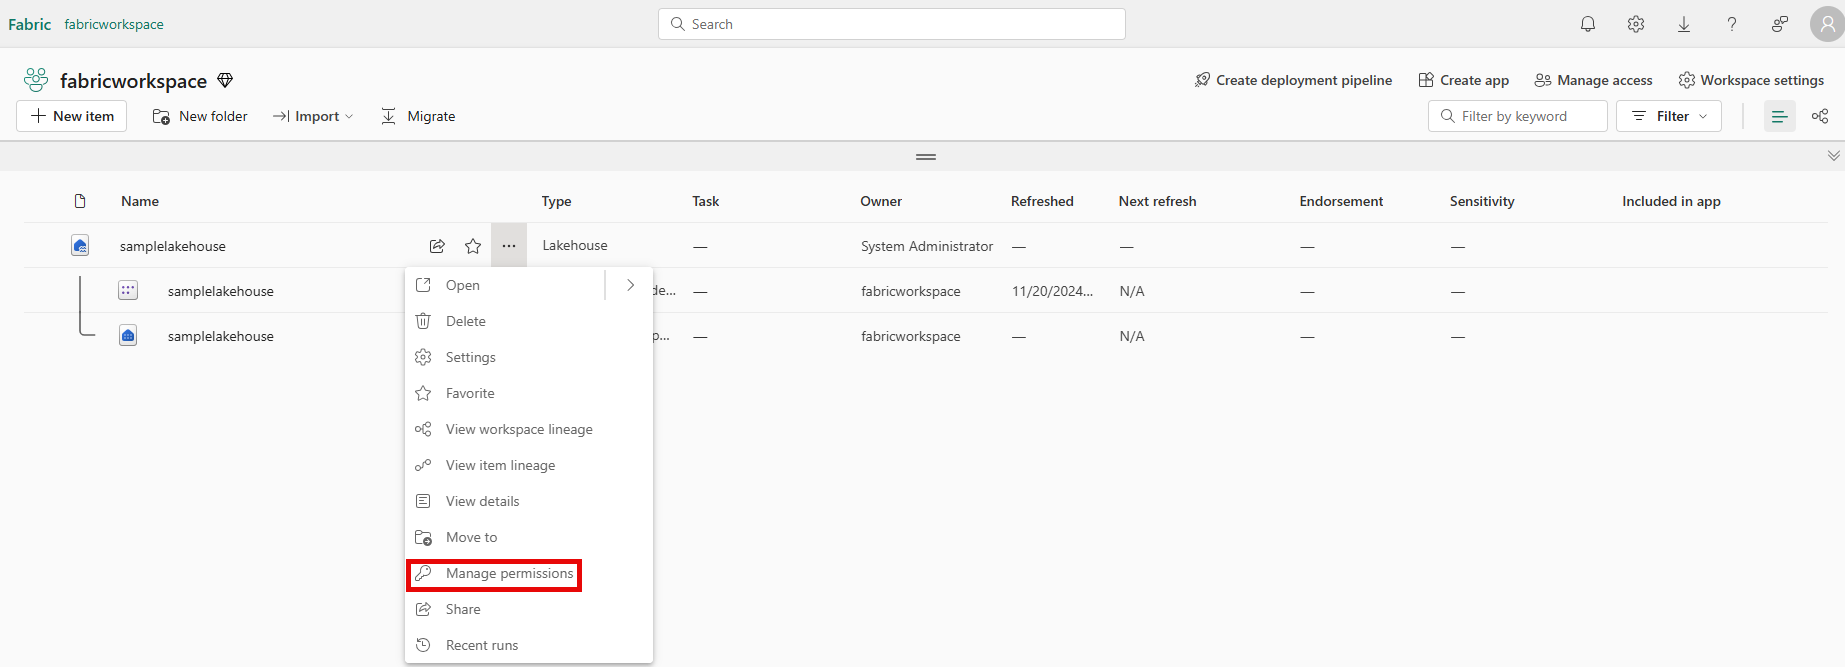 Fabric fabricworkspace Search
fabricworkspace Create deployment pipeline Create app Manage access Workspace settings
New item New folder Import Migrate Filter by keyword Filter
Name Type Task Owner Refreshed Next refresh Endorsement Sensitivity Included in app
samplelakehouse ... Lakehouse — System Administrator — — — —
samplelakehouse de... — fabricworkspace 11/20/2024... N/A — —
samplelakehouse p... — fabricworkspace — N/A — —
Open
Delete
Settings
Favorite
View workspace lineage
View item lineage
View details
Move to
Manage permissions
Share
Recent runs